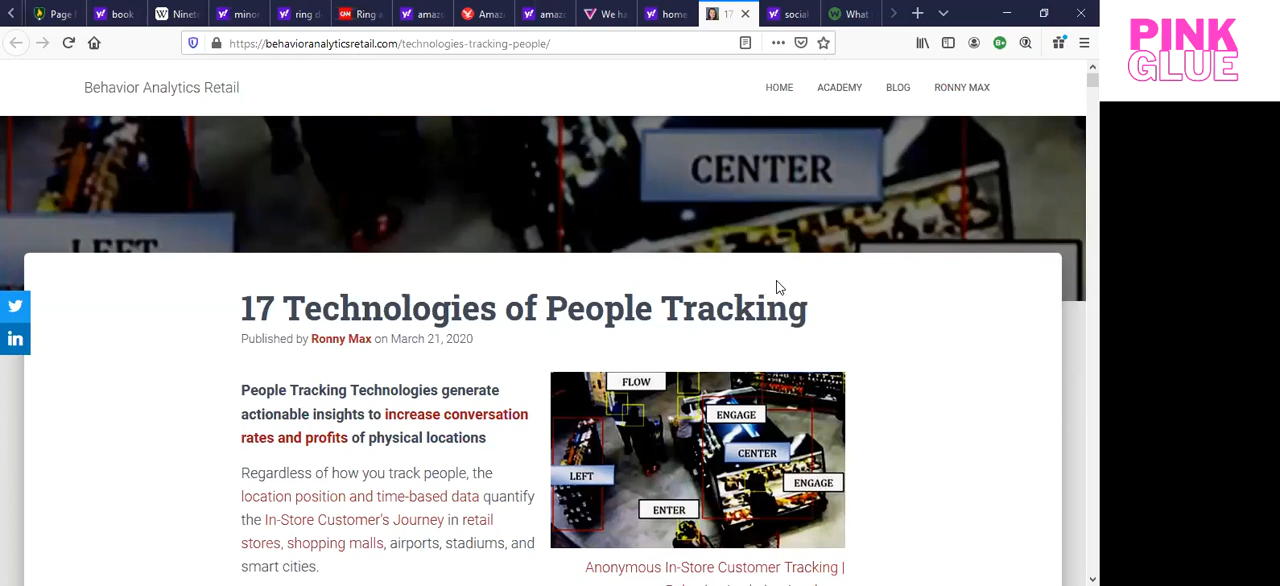 Page
book
Ninete
minor
ring d
Ring a
amaz
Amaz
amazo
We ha
home
17
social
What
https://behavioranalyticsretail.com/technologies-tracking-people/
PINK
GLUE
Behavior Analytics Retail
HOME
ACADEMY
BLOG
RONNY MAX
CENTER
LEFT
17 Technologies of People Tracking
Published by Ronny Max on March 21, 2020
People Tracking Technologies generate
actionable insights to increase conversation
rates and profits of physical locations
Regardless of how you track people, the
location position and time-based data quantify
the In-Store Customer's Journey in retail
stores, shopping malls, airports, stadiums, and
smart cities.
FLOW
ENGAGE
CENTER
LEFT
ENGAGE
ENTER
Anonymous In-Store Customer Tracking |